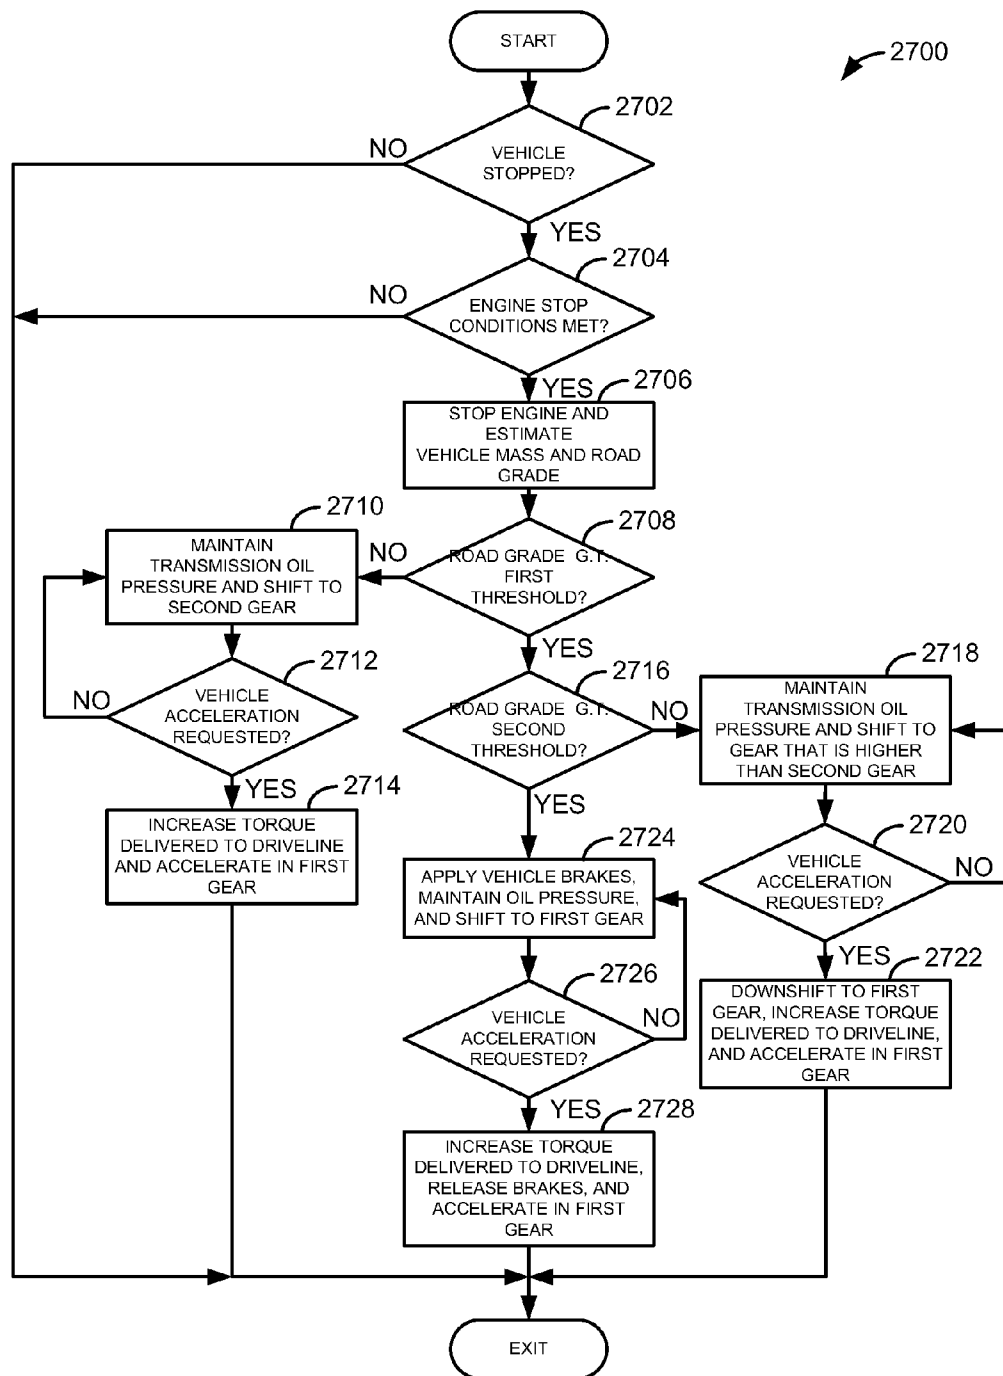 START
2700
2702
NO
VEHICLE
STOPPED?
YES
2704
NO
ENGINE STOP
CONDITIONS MET?
YES
2706
STOP ENGINE AND
ESTIMATE
VEHICLE MASS AND ROAD
GRADE
2710
MAINTAIN
TRANSMISSION OIL
PRESSURE AND SHIFT TO
SECOND GEAR
NO
2708
ROAD GRADE G.T.
FIRST
THRESHOLD?
YES
2712
NO
VEHICLE
ACCELERATION
REQUESTED?
YES
2714
INCREASE TORQUE
DELIVERED TO DRIVELINE
AND ACCELERATE IN FIRST
GEAR
2716
ROAD GRADE G.T.
SECOND
THRESHOLD?
NO
YES
2718
MAINTAIN
TRANSMISSION OIL
PRESSURE AND SHIFT TO
GEAR THAT IS HIGHER
THAN SECOND GEAR
2720
VEHICLE
ACCELERATION
REQUESTED?
NO
YES
2722
DOWNSHIFT TO FIRST
GEAR, INCREASE TORQUE
DELIVERED TO DRIVELINE,
AND ACCELERATE IN FIRST
GEAR
2724
APPLY VEHICLE BRAKES,
MAINTAIN OIL PRESSURE,
AND SHIFT TO FIRST GEAR
2726
VEHICLE
ACCELERATION
REQUESTED?
NO
YES
2728
INCREASE TORQUE
DELIVERED TO DRIVELINE,
RELEASE BRAKES, AND
ACCELERATE IN FIRST
GEAR
EXIT